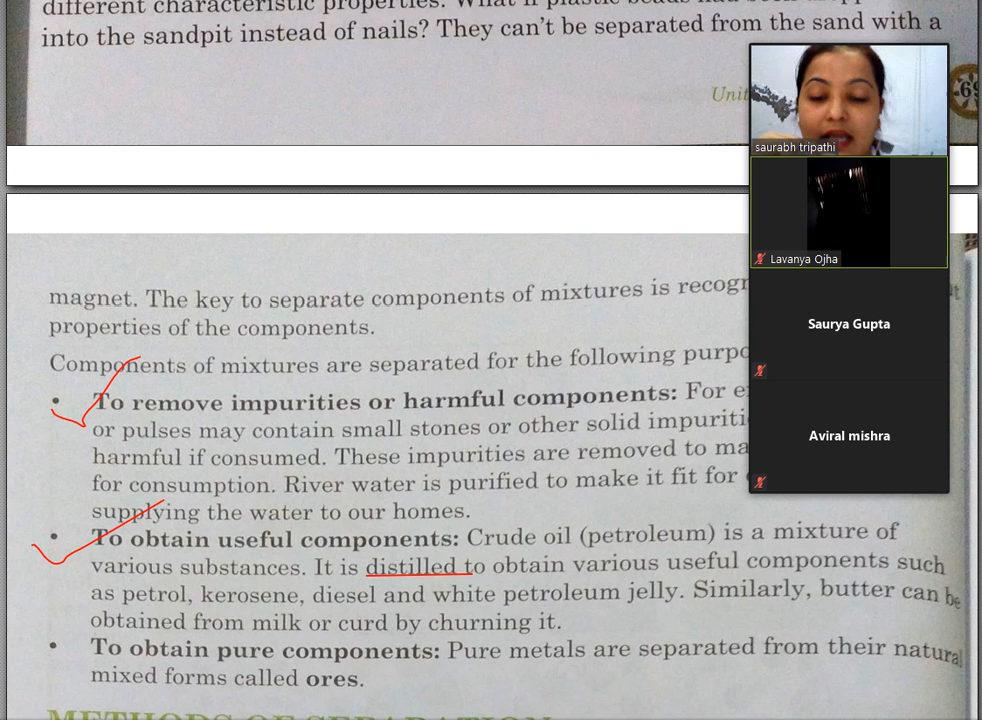 different characteristic properties. What if plastic beads had been
into the sandpit instead of nails? They can't be separated from the sand with a
Unit
69
saurabh tripathi
Lavanya Ojha
Saurya Gupta
Aviral mishra
magnet. The key to separate components of mixtures is
properties of the components.
Components of mixtures are separated for the following
• To remove impurities or harmful components: For
or pulses may contain small stones or other solid
harmful if consumed. These impurities are removed to
for consumption. River water is purified to make it fit for
supplying the water to our homes.
• To obtain useful components: Crude oil (petroleum) is a mixture of
various substances. It is distilled to obtain various useful components such
as petrol, kerosene, diesel and white petroleum jelly. Similarly, butter can be
obtained from milk or curd by churning it.
• To obtain pure components: Pure metals are separated from their natural
mixed forms called ores.
METHODS OF SEPARATION